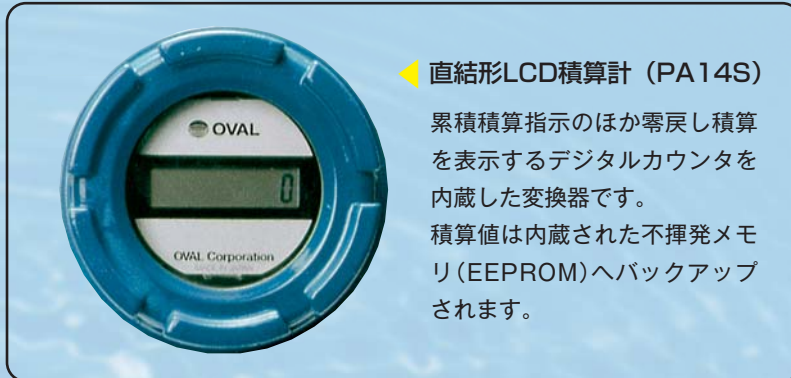 直結形LCD積算計（PA14S）
累積積算指示のほか零戻し積算
を表示するデジタルカウンタを
内蔵した変換器です。
積算値は内蔵された不揮発メモ
リ（EEPROM）へバックアップ
されます。
OVAL
0
OVAL Corporation
MADE IN JAPAN